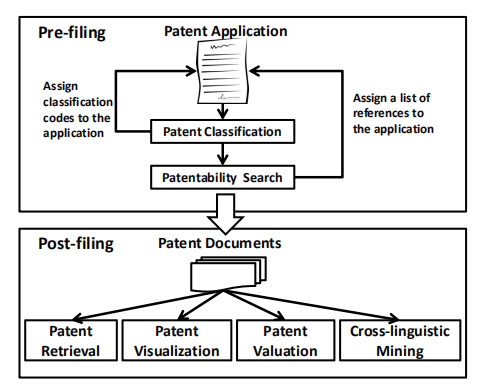 Pre-filing
Patent Application
Assign
classification
codes to the
application
Assign a list of
references to
the application
Patent Classification
Patentability Search
Post-filing
Patent Documents
Patent
Retrieval
Patent
Visualization
Patent
Valuation
Cross-linguistic
Mining